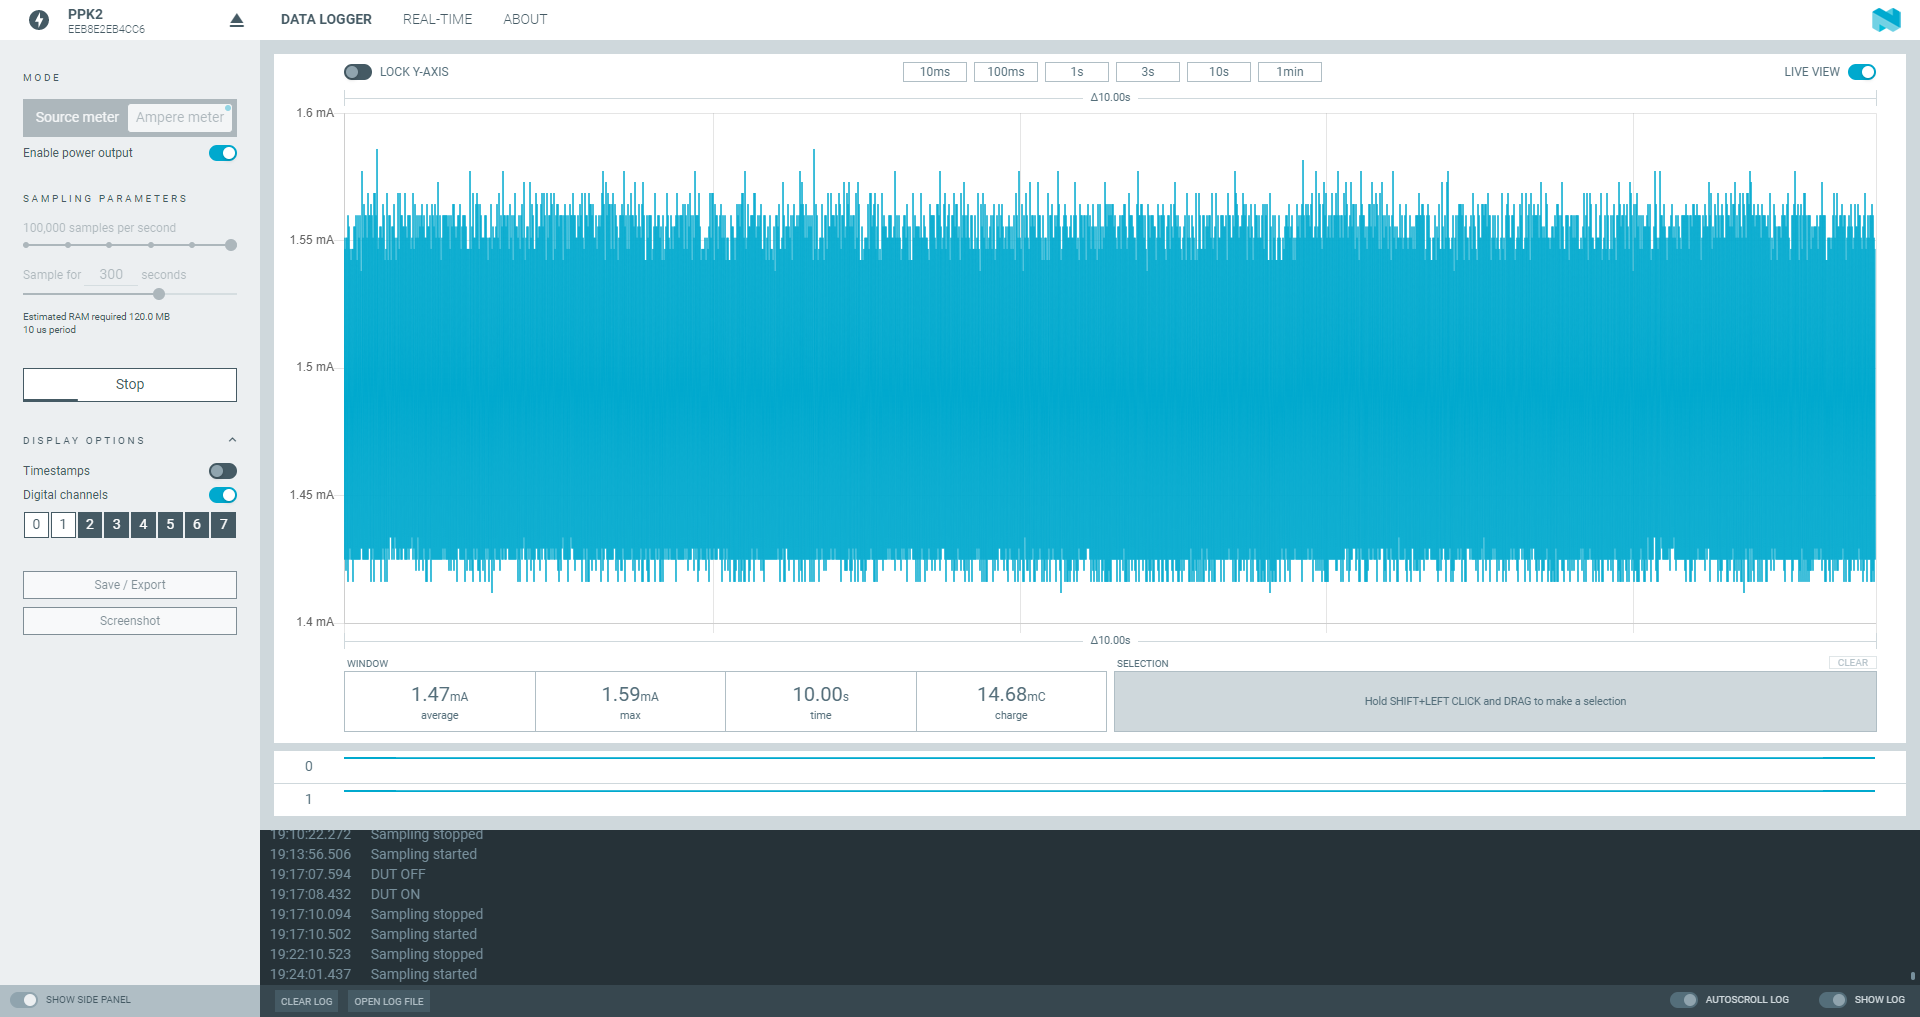 PPK2
EEB8E2EB4CC6
DATA LOGGER
REAL-TIME
ABOUT
MODE
Source meter
Ampere meter
Enable power output
SAMPLING PARAMETERS
100,000 samples per second
Sample for 300 seconds
Estimated RAM required 120.0 MB
10 us period
Stop
DISPLAY OPTIONS
Timestamps
Digital channels
0 1 2 3 4 5 6 7
Save / Export
Screenshot
SHOW SIDE PANEL
LOCK Y-AXIS
10ms
100ms
1s
3s
10s
1min
LIVE VIEW
Δ10.00s
1.6 mA
1.55 mA
1.5 mA
1.45 mA
1.4 mA
Δ10.00s
WINDOW
1.47mA
average
1.59mA
max
10.00s
time
14.68mC
charge
SELECTION
CLEAR
Hold SHIFT+LEFT CLICK and DRAG to make a selection
0
1
19:10:22.272 Sampling stopped
19:13:56.506 Sampling started
19:17:07.594 DUT OFF
19:17:08.432 DUT ON
19:17:10.094 Sampling stopped
19:17:10.502 Sampling started
19:22:10.523 Sampling stopped
19:24:01.437 Sampling started
CLEAR LOG
OPEN LOG FILE
AUTOSCROLL LOG
SHOW LOG